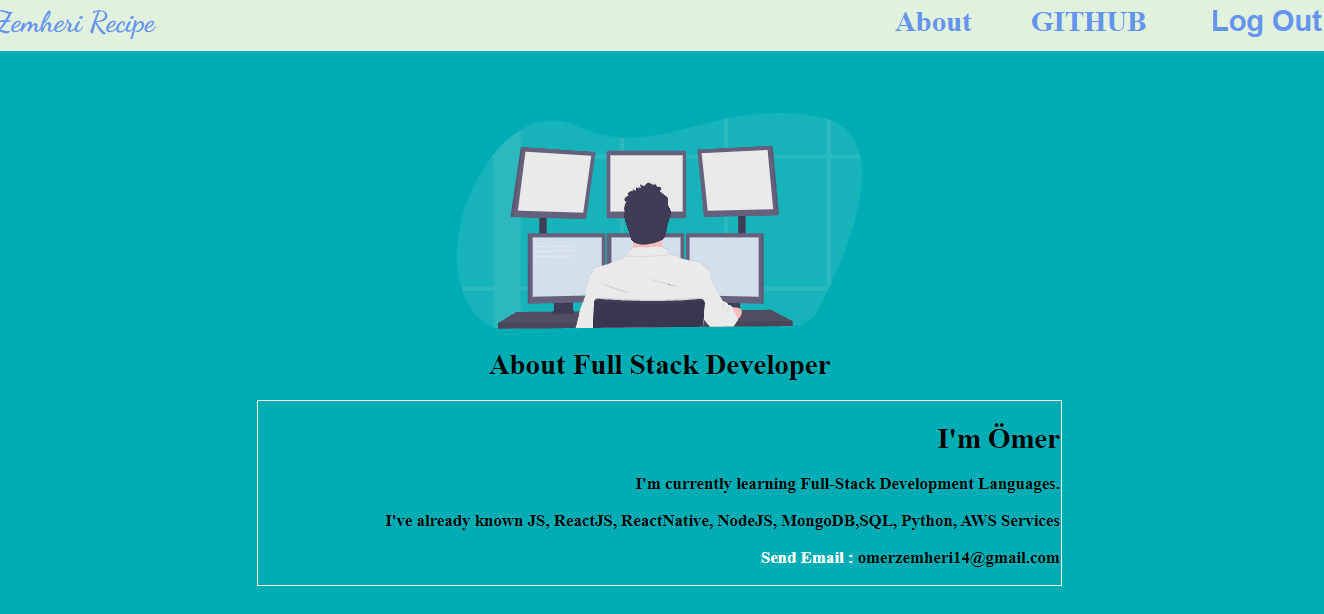 Zemheri Recipe
About
GITHUB
Log Out
About Full Stack Developer
I'm Ömer
I'm currently learning Full-Stack Development Languages.
I've already known JS, ReactJS, ReactNative, NodeJS, MongoDB,SQL, Python, AWS Services
Send Email : omerzemheri14@gmail.com